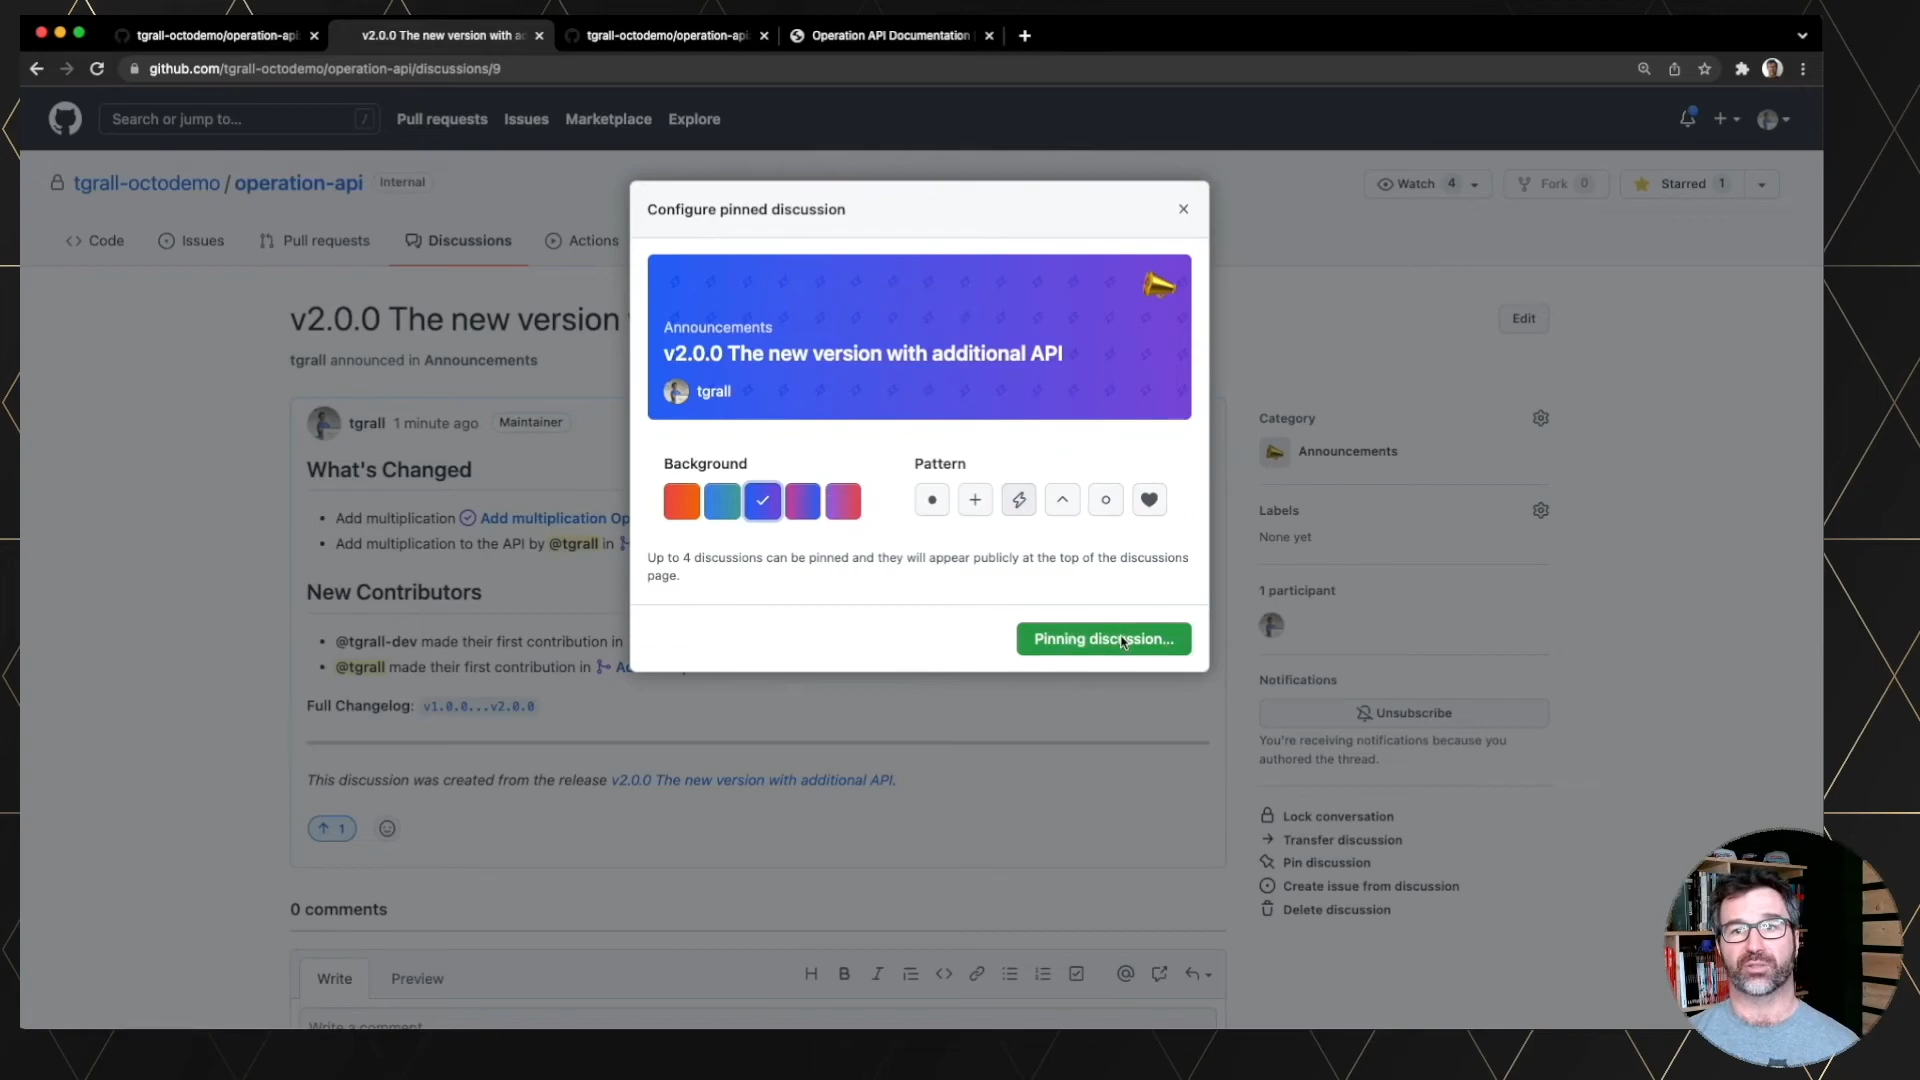 tgrall-octodemo/operation-api
v2.0.0 The new version with a
tgrall-octodemo/operation-api
Operation API Documentation
github.com/tgrall-octodemo/operation-api/discussions/9
Search or jump to... /
Pull requests Issues Marketplace Explore
tgrall-octodemo / operation-api Internal
Watch 4 Fork 0 Starred 1
Code Issues Pull requests Discussions Actions
Configure pinned discussion
Announcements
v2.0.0 The new version with additional API
tgrall
Background Pattern
Up to 4 discussions can be pinned and they will appear publicly at the top of the discussions
page.
Pinning discussion...
v2.0.0 The new version
Edit
tgrall announced in Announcements
tgrall 1 minute ago Maintainer
What's Changed
Add multiplication Add multiplication Op
Add multiplication to the API by @tgrall in
New Contributors
@tgrall-dev made their first contribution in
@tgrall made their first contribution in
Full Changelog: v1.0.0...v2.0.0
This discussion was created from the release v2.0.0 The new version with additional API.
1
0 comments
Write Preview
Write a comment
Category
Announcements
Labels
None yet
1 participant
Notifications
Unsubscribe
You're receiving notifications because you
authored the thread.
Lock conversation
Transfer discussion
Pin discussion
Create issue from discussion
Delete discussion